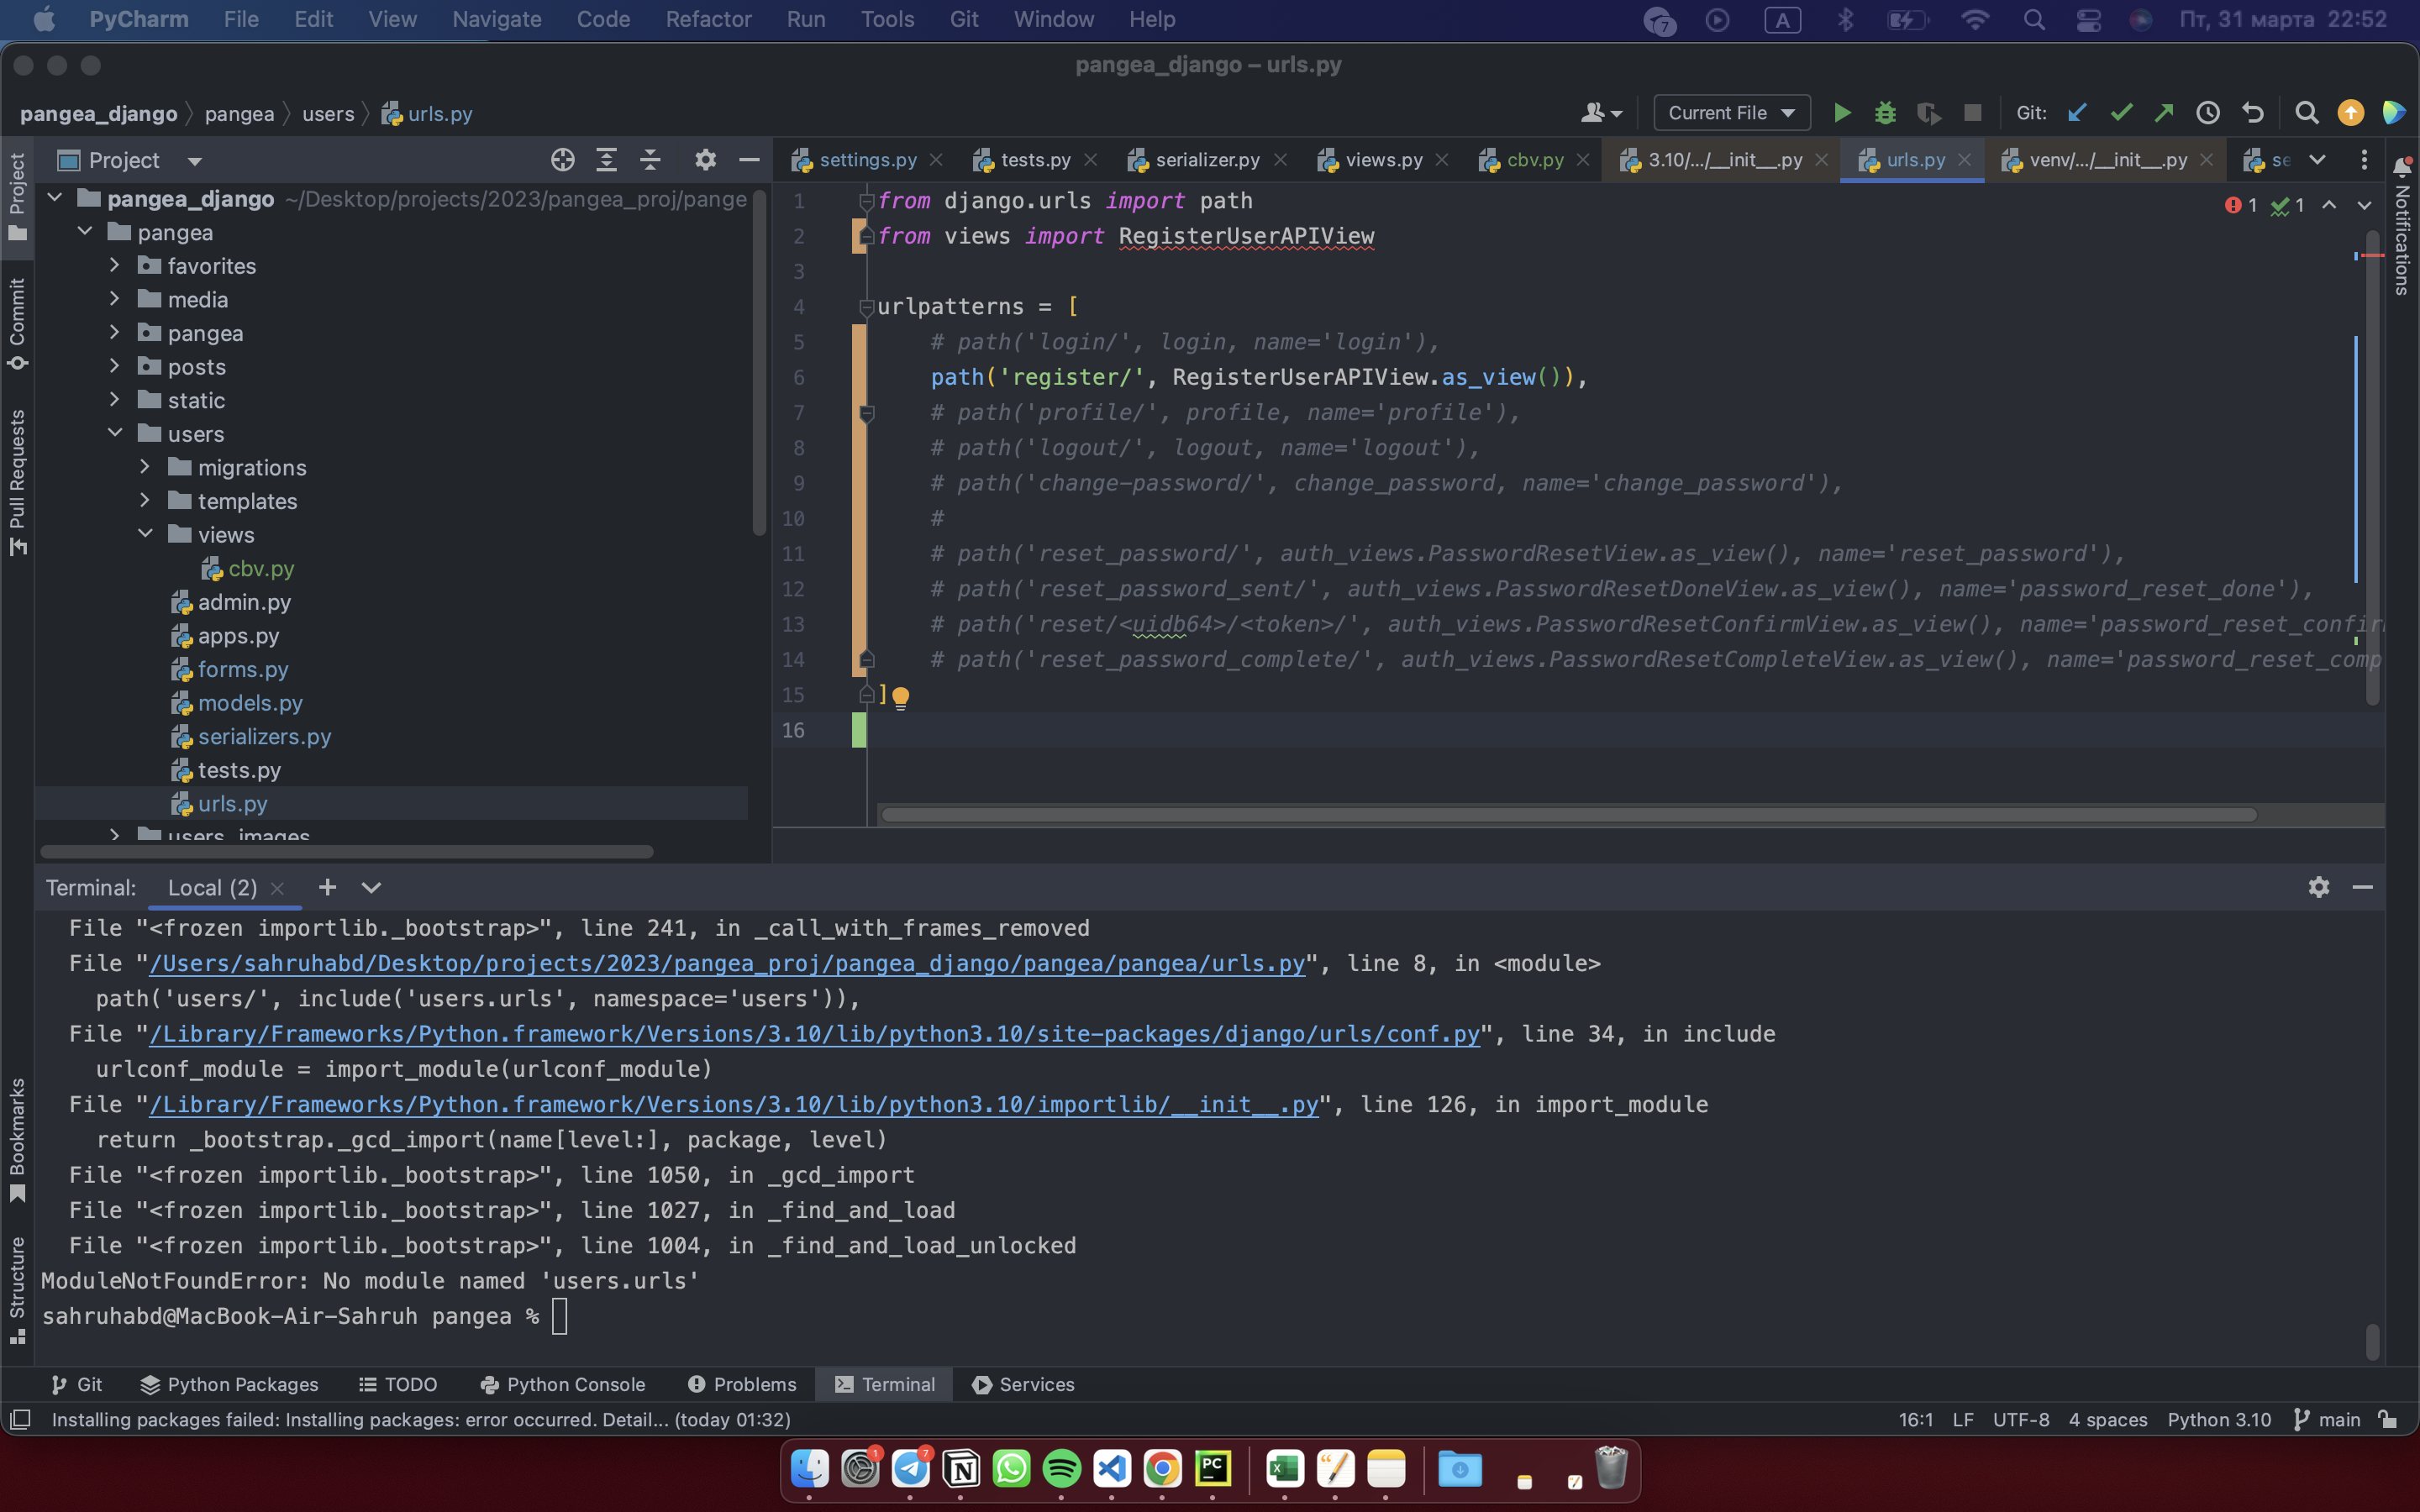 PyCharm File Edit View Navigate Code Refactor Run Tools Git Window Help 7 A Пт, 31 марта 22:52
pangea_django – urls.py
pangea_django pangea users urls.py Current File Git:
Project Project settings.py tests.py serializer.py views.py cbv.py 3.10/.../__init__.py urls.py venv/.../__init__.py se
Notifications
Commit
Pull Requests
Bookmarks
Structure
pangea_django ~/Desktop/projects/2023/pangea_proj/pange
pangea
favorites
media
pangea
posts
static
users
migrations
templates
views
cbv.py
admin.py
apps.py
forms.py
models.py
serializers.py
tests.py
urls.py
users_images
1 from django.urls import path
1 1
2 from views import RegisterUserAPIView
3
4 urlpatterns = [
5 # path('login/', login, name='login'),
6 path('register/', RegisterUserAPIView.as_view()),
7 # path('profile/', profile, name='profile'),
8 # path('logout/', logout, name='logout'),
9 # path('change-password/', change_password, name='change_password'),
10 #
11 # path('reset_password/', auth_views.PasswordResetView.as_view(), name='reset_password'),
12 # path('reset_password_sent/', auth_views.PasswordResetDoneView.as_view(), name='password_reset_done'),
13 # path('reset/<uidb64>/<token>/', auth_views.PasswordResetConfirmView.as_view(), name='password_reset_confir
14 # path('reset_password_complete/', auth_views.PasswordResetCompleteView.as_view(), name='password_reset_comp
15 ]
16
Terminal: Local (2)
File "<frozen importlib._bootstrap>", line 241, in _call_with_frames_removed
File "/Users/sahruhabd/Desktop/projects/2023/pangea_proj/pangea_django/pangea/pangea/urls.py", line 8, in <module>
path('users/', include('users.urls', namespace='users')),
File "/Library/Frameworks/Python.framework/Versions/3.10/lib/python3.10/site-packages/django/urls/conf.py", line 34, in include
urlconf_module = import_module(urlconf_module)
File "/Library/Frameworks/Python.framework/Versions/3.10/lib/python3.10/importlib/__init__.py", line 126, in import_module
return _bootstrap._gcd_import(name[level:], package, level)
File "<frozen importlib._bootstrap>", line 1050, in _gcd_import
File "<frozen importlib._bootstrap>", line 1027, in _find_and_load
File "<frozen importlib._bootstrap>", line 1004, in _find_and_load_unlocked
ModuleNotFoundError: No module named 'users.urls'
sahruhabd@MacBook-Air-Sahruh pangea %
Git Python Packages TODO Python Console Problems Terminal Services
Installing packages failed: Installing packages: error occurred. Detail... (today 01:32) 16:1 LF UTF-8 4 spaces Python 3.10 main
1 7 PC